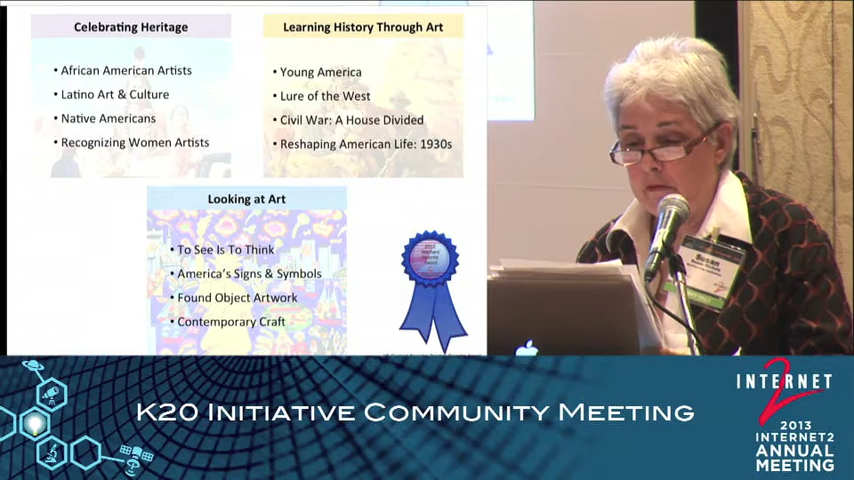 Celebrating Heritage
• African American Artists
• Latino Art & Culture
• Native Americans
• Recognizing Women Artists
Learning History Through Art
• Young America
• Lure of the West
• Civil War: A House Divided
• Reshaping American Life: 1930s
Looking at Art
• To See Is To Think
• America's Signs & Symbols
• Found Object Artwork
• Contemporary Craft
Susan
K20 Initiative Community Meeting
INTERNET
2
2013
INTERNET2
ANNUAL
MEETING